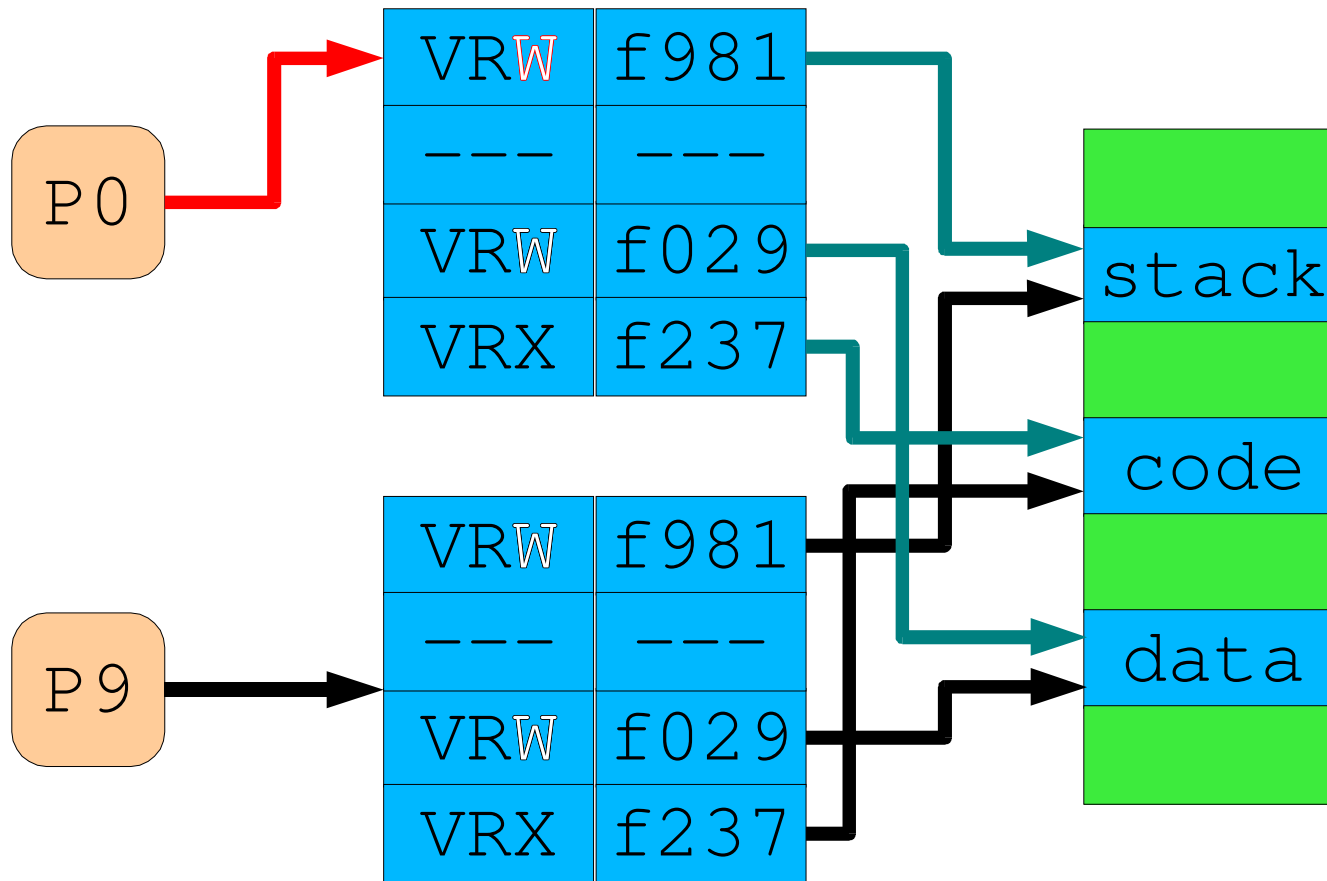 VRW f981
--- ---
P0
VRW f029
stack
VRX f237
code
VRW f981
--- ---
data
P9
VRW f029
VRX f237